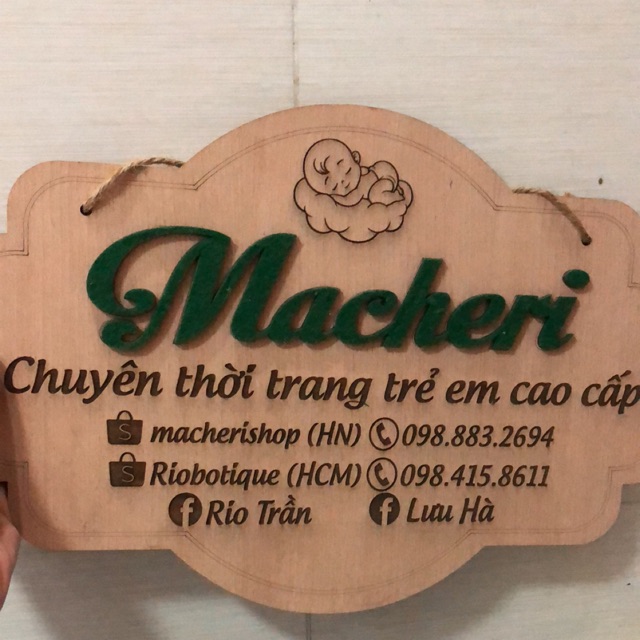 Macheri
Chuyên thời trang trẻ em cao cấp
S macherishop (HN) 098.883.2694
S Riobotique (HCM) 098.415.8611
f Rio Trần f Lưu Hà